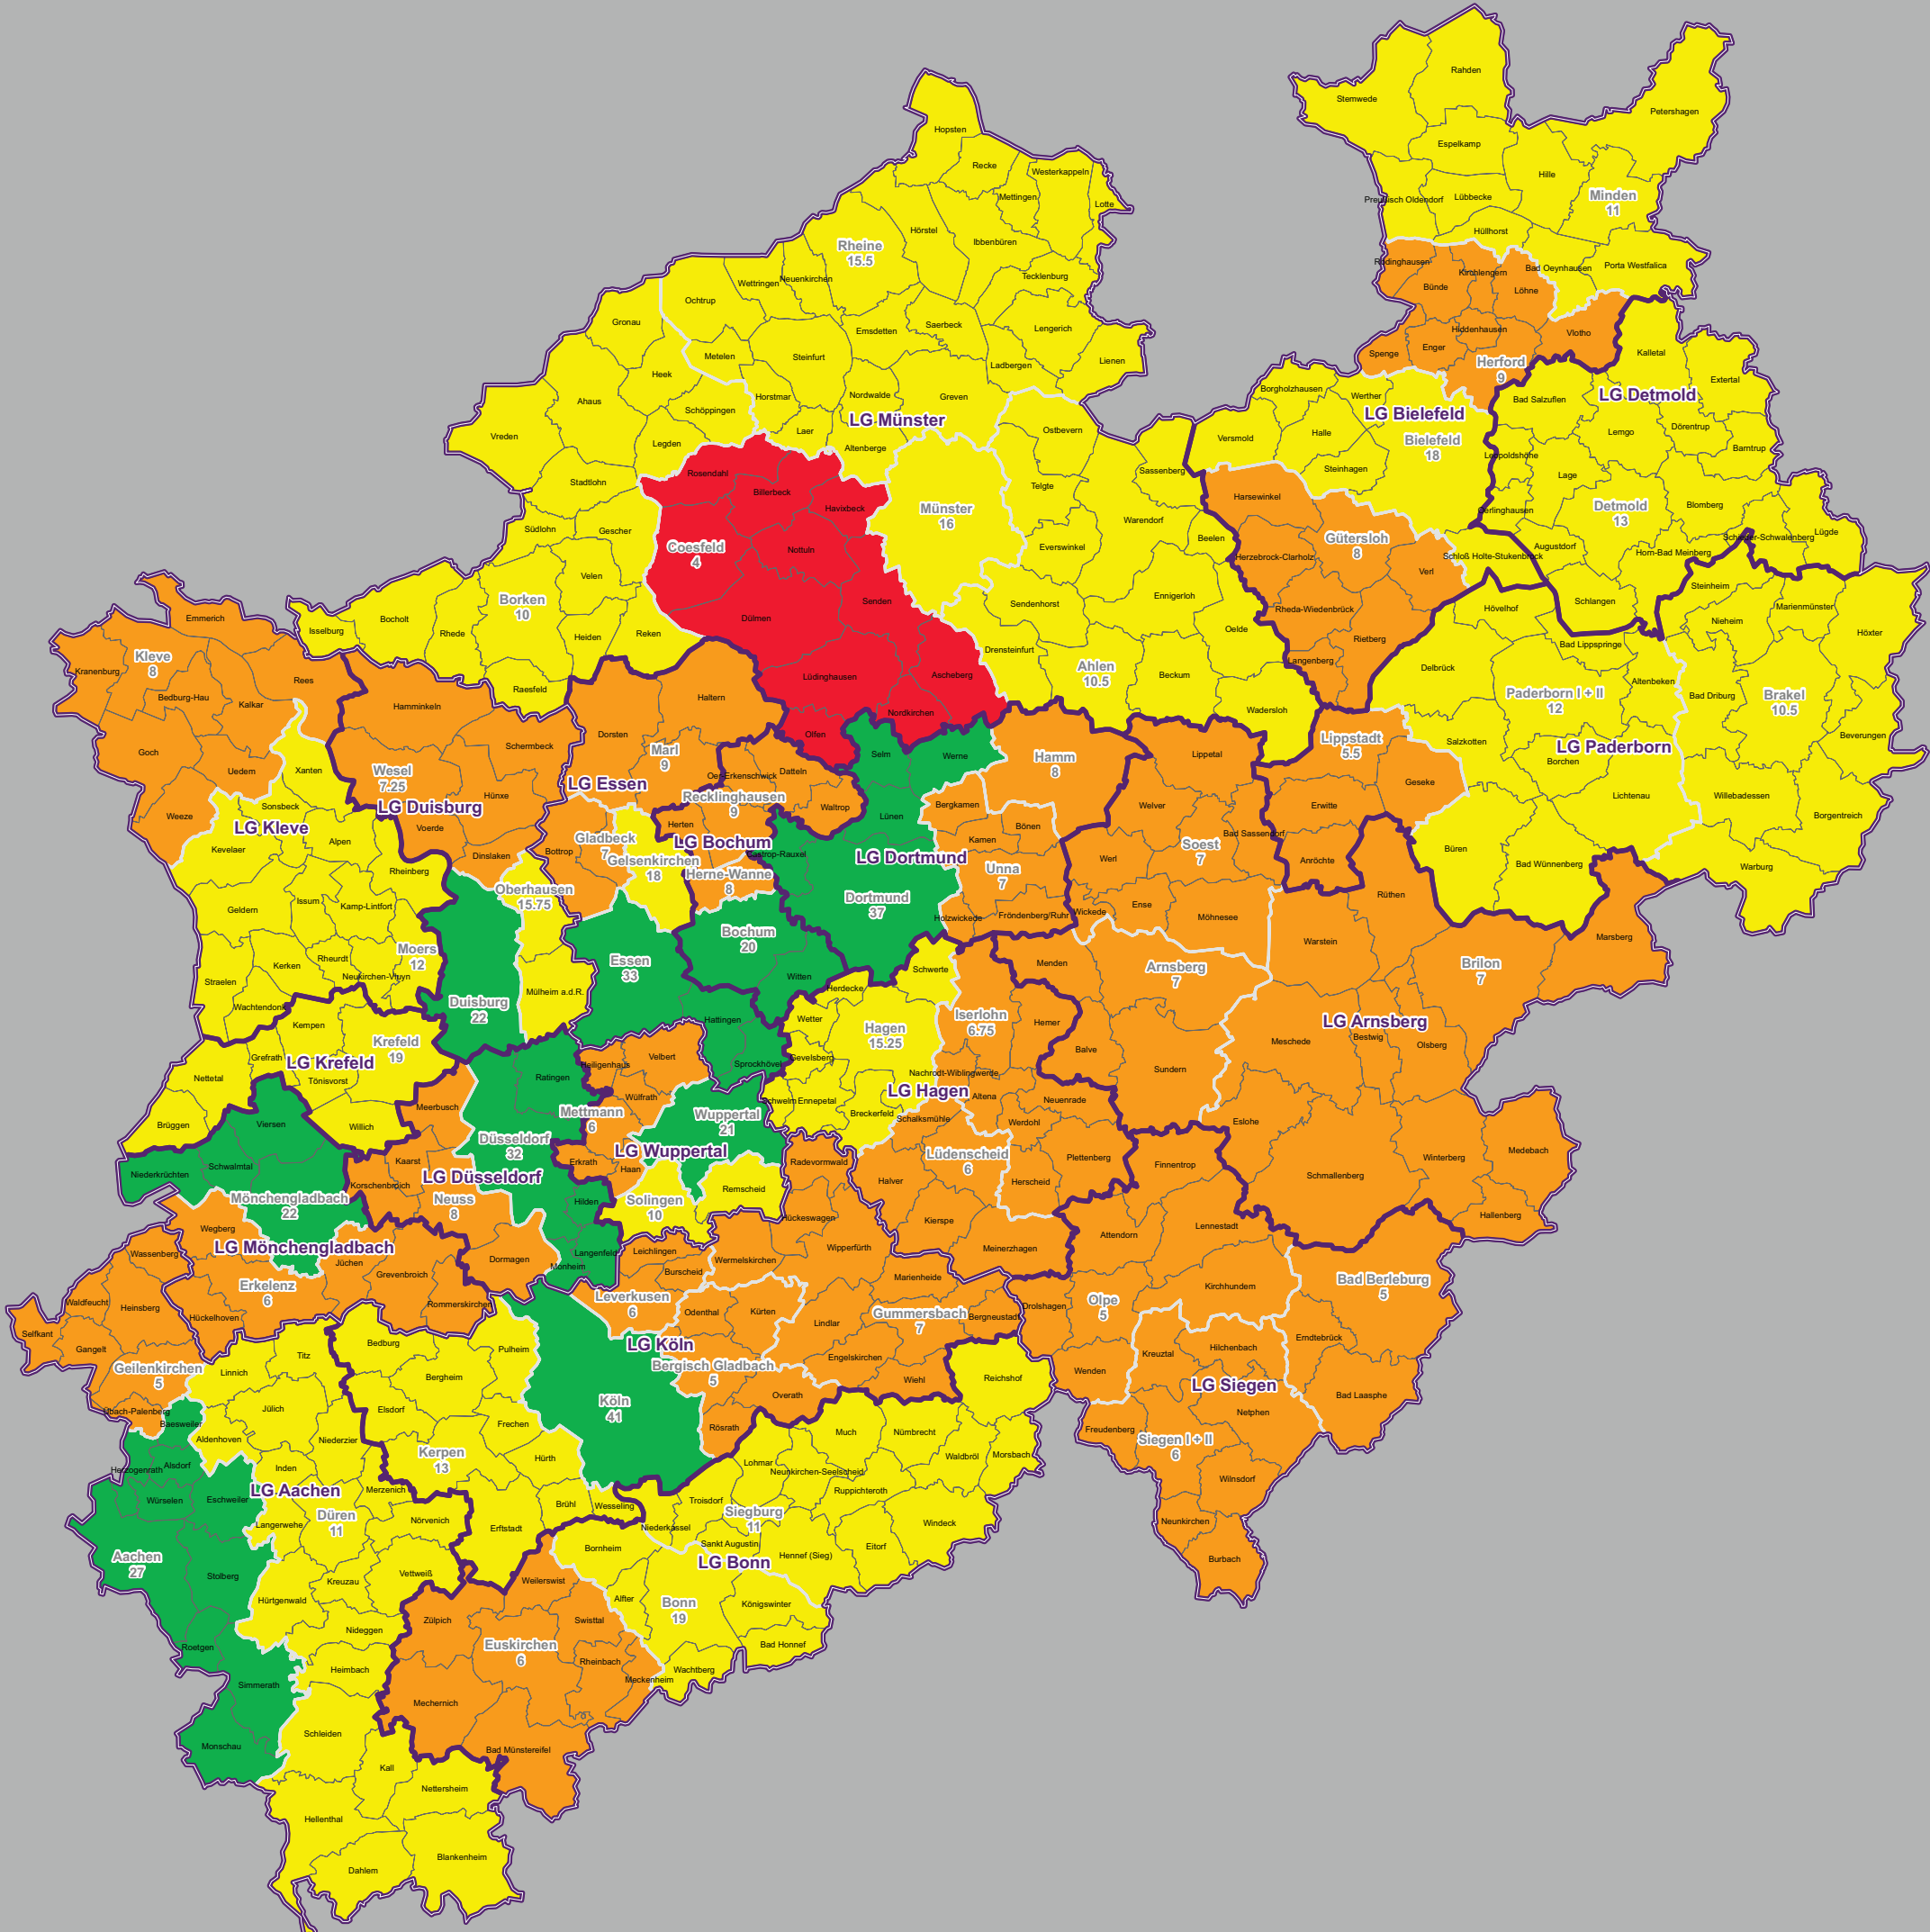 Stemwede
Rahden
Petershagen
Espelkamp
Hille
Preußisch Oldendorf
Lübbecke
Minden
11
Hüllhorst
Bad Oeynhausen
Porta Westfalica
Rödinghausen
Kirchlengern
Bünde
Löhne
Hiddenhausen
Vlotho
Spenge
Enger
Herford
9
Hopsten
Recke
Westerkappeln
Mettingen
Lotte
Hörstel
Ibbenbüren
Rheine
15.5
Tecklenburg
Neuenkirchen
Wettringen
Ochtrup
Saerbeck
Lengerich
Emsdetten
Lienen
Ladbergen
Steinfurt
Metelen
Gronau
Heek
Ahaus
Horstmar
Nordwalde
Greven
LG Münster
Schöppingen
Laer
Altenberge
Vreden
Legden
Stadtlohn
Ostbevern
Sassenberg
Telgte
Warendorf
Münster
16
Beelen
Everswinkel
Rosendahl
Billerbeck
Havixbeck
Coesfeld
4
Nottuln
Senden
Dülmen
Lüdinghausen
Ascheberg
Nordkirchen
Olfen
Südlohn
Gescher
Velen
Borken
10
Heiden
Reken
Rhede
Bocholt
Isselburg
Raesfeld
Sendenhorst
Ennigerloh
Oelde
Drensteinfurt
Ahlen
10.5
Beckum
Wadersloh
Borgholzhausen
Werther
LG Bielefeld
Versmold
Halle
Bielefeld
18
Steinhagen
Harsewinkel
Gütersloh
8
Herzebrock-Clarholz
Verl
Schloß Holte-Stukenbrock
Rheda-Wiedenbrück
Rietberg
Langenberg
Kalletal
Extertal
LG Detmold
Bad Salzuflen
Lemgo
Dörentrup
Barntrup
Leopoldshöhe
Lage
Detmold
13
Blomberg
Oerlinghausen
Lügde
Schieder-Schwalenberg
Augustdorf
Horn-Bad Meinberg
Schlangen
Steinheim
Marienmünster
Nieheim
Höxter
Hövelhof
Bad Lippspringe
Delbrück
Altenbeken
Bad Driburg
Paderborn I + II
12
Brakel
10.5
Beverungen
Salzkotten
LG Paderborn
Borchen
Lichtenau
Willebadessen
Borgentreich
Büren
Bad Wünnenberg
Warburg
Emmerich
Kleve
8
Kranenburg
Rees
Bedburg-Hau
Kalkar
Goch
Uedem
Weeze
Xanten
Sonsbeck
LG Kleve
Kevelaer
Alpen
Rheinberg
Issum
Kamp-Lintfort
Geldern
Moers
12
Rheurdt
Kerken
Neukirchen-Vluyn
Straelen
Wachtendonk
Hamminkeln
Schermbeck
Wesel
7.25
Hünxe
LG Duisburg
Voerde
Dinslaken
Oberhausen
15.75
Mülheim a.d.R.
Duisburg
22
Haltern
Dorsten
Marl
9
LG Essen
Oer-Erkenschwick
Datteln
Recklinghausen
9
Waltrop
Herten
LG Bochum
Gladbeck
7
Bottrop
Gelsenkirchen
18
Herne-Wanne
8
Castrop-Rauxel
Essen
33
Bochum
20
Witten
Hattingen
Sprockhövel
Selm
Werne
Lünen
LG Dortmund
Dortmund
37
Hamm
8
Bergkamen
Bönen
Kamen
Unna
7
Holzwickede
Fröndenberg/Ruhr
Lippetal
Welver
Bad Sassendorf
Soest
7
Werl
Ense
Wickede
Möhnesee
Lippstadt
5.5
Geseke
Erwitte
Anröchte
Rüthen
Warstein
Marsberg
Brilon
7
LG Arnsberg
Meschede
Bestwig
Olsberg
Eslohe
Schmallenberg
Winterberg
Medebach
Hallenberg
Menden
Arnsberg
7
Balve
Sundern
Hemer
Iserlohn
6.75
Schwerte
Herdecke
Wetter
Hagen
15.25
Gevelsberg
LG Hagen
Schwelm
Ennepetal
Breckerfeld
Nachrodt-Wiblingwerde
Altena
Neuenrade
Schalksmühle
Werdohl
Lüdenscheid
6
Plettenberg
Halver
Herscheid
Kierspe
Meinerzhagen
Finnentrop
Lennestadt
Attendorn
Kirchhundem
Olpe
5
Drolshagen
Wenden
Bad Berleburg
5
Erndtebrück
Bad Laasphe
Kreuztal
Hilchenbach
LG Siegen
Netphen
Freudenberg
Siegen I + II
6
Wilnsdorf
Neunkirchen
Burbach
Krefeld
19
Kempen
Grefrath
LG Krefeld
Tönisvorst
Nettetal
Brüggen
Willich
Viersen
Schwalmtal
Niederkrüchten
Mönchengladbach
22
Wegberg
LG Mönchengladbach
Erkelenz
6
Jüchen
Grevenbroich
Rommerskirchen
Hückelhoven
Meerbusch
Kaarst
Korschenbroich
LG Düsseldorf
Neuss
8
Dormagen
Ratingen
Düsseldorf
32
Hilden
Langenfeld
Monheim
Velbert
Heiligenhaus
Wülfrath
Mettmann
6
Wuppertal
21
LG Wuppertal
Erkrath
Haan
Solingen
10
Remscheid
Radevormwald
Hückeswagen
Leichlingen
Burscheid
Wermelskirchen
Wipperfürth
Leverkusen
6
Odenthal
Kürten
Marienheide
Gummersbach
7
Bergneustadt
Lindlar
LG Köln
Bergisch Gladbach
5
Engelskirchen
Wiehl
Reichshof
Overath
Rösrath
Köln
41
Wassenberg
Waldfeucht
Heinsberg
Selfkant
Gangelt
Geilenkirchen
5
Übach-Palenberg
Baesweiler
Alsdorf
Herzogenrath
Würselen
Eschweiler
Aachen
27
Stolberg
Roetgen
Simmerath
Monschau
Titz
Linnich
Jülich
Aldenhoven
Niederzier
Inden
LG Aachen
Merzenich
Düren
11
Langerwehe
Nörvenich
Kreuzau
Vettweiß
Hürtgenwald
Nideggen
Heimbach
Schleiden
Kall
Nettersheim
Hellenthal
Dahlem
Blankenheim
Bedburg
Bergheim
Pulheim
Elsdorf
Frechen
Kerpen
13
Hürth
Brühl
Wesseling
Erftstadt
Much
Nümbrecht
Waldbröl
Morsbach
Lohmar
Neunkirchen-Seelscheid
Ruppichteroth
Troisdorf
Siegburg
11
Windeck
Niederkassel
Sankt Augustin
Hennef (Sieg)
Eitorf
LG Bonn
Bornheim
Alfter
Bonn
19
Königswinter
Bad Honnef
Wachtberg
Weilerswist
Zülpich
Swisttal
Euskirchen
6
Rheinbach
Meckenheim
Mechernich
Bad Münstereifel